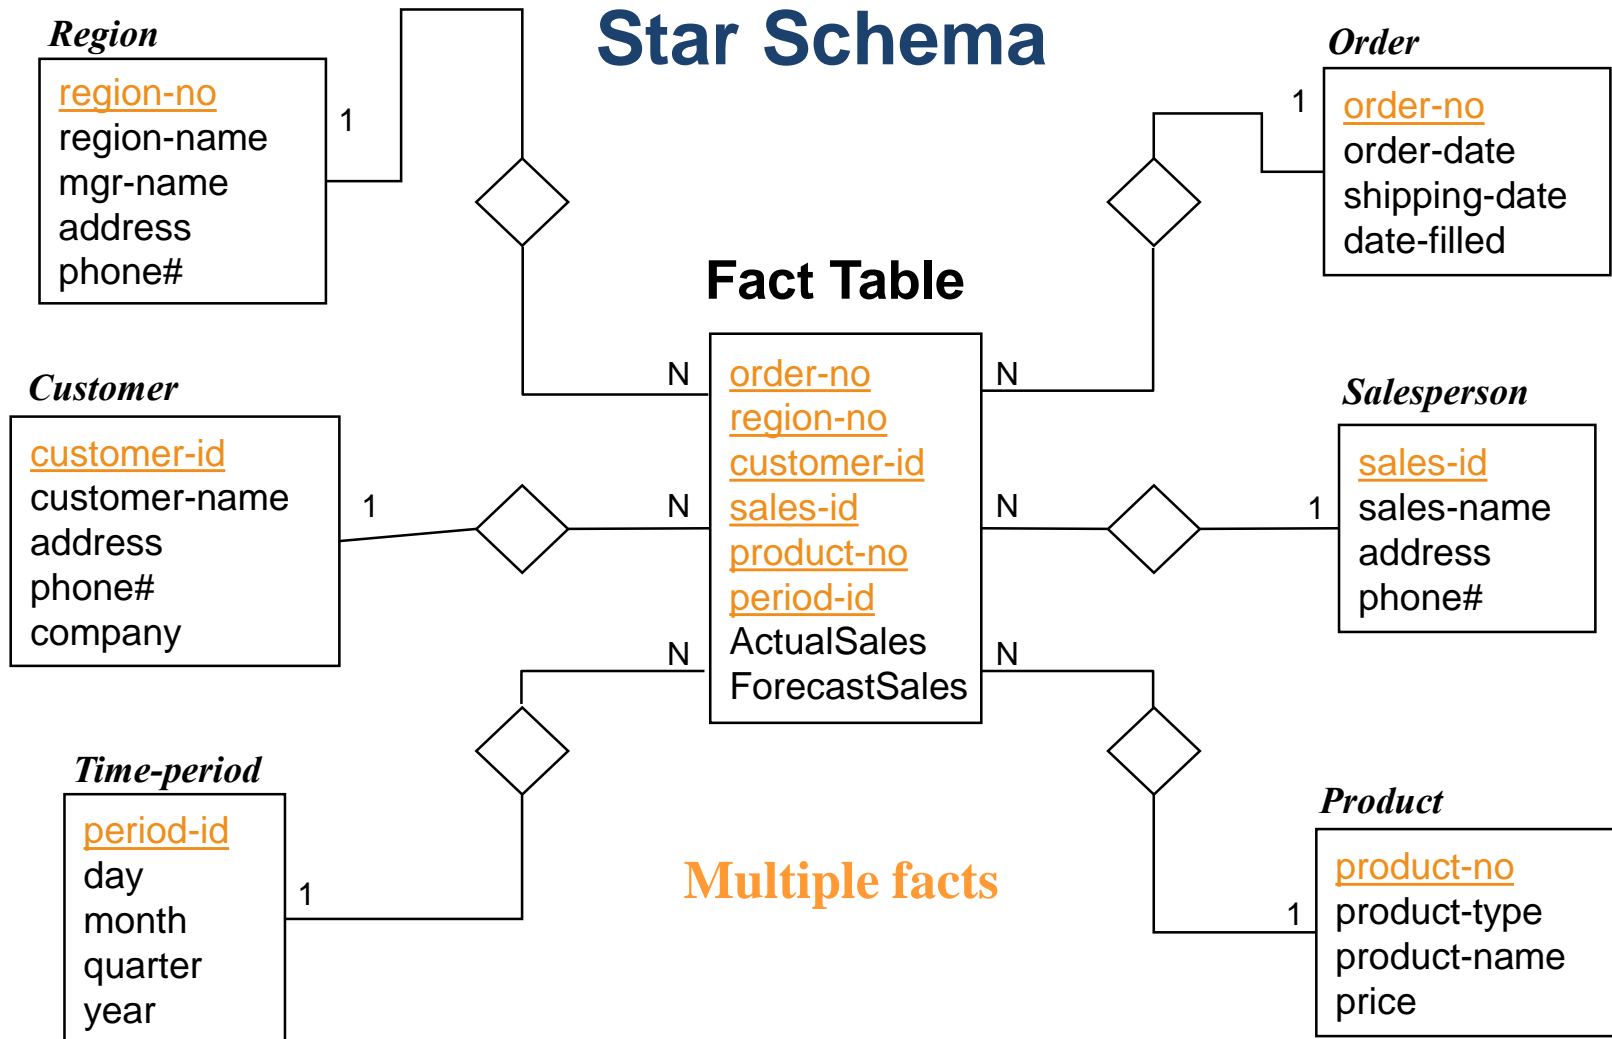 Star Schema
Region
region-no
region-name
mgr-name
address
phone#
1
Order
order-no
order-date
shipping-date
date-filled
1
Fact Table
order-no
region-no
customer-id
sales-id
product-no
period-id
ActualSales
ForecastSales
N
N
N
N
N
N
Customer
customer-id
customer-name
address
phone#
company
1
Salesperson
sales-id
sales-name
address
phone#
1
Time-period
period-id
day
month
quarter
year
1
Multiple facts
Product
product-no
product-type
product-name
price
1